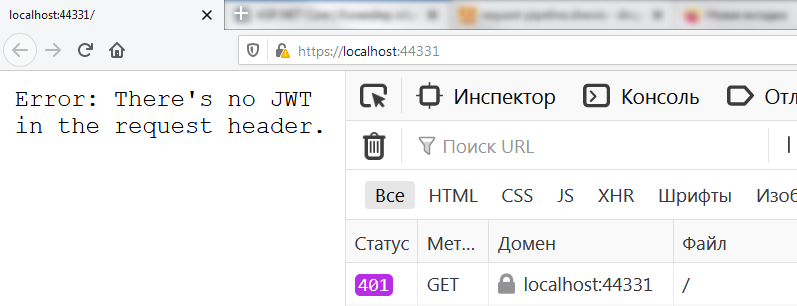 localhost:44331/
https://localhost:44331
Error: There's no JWT
in the request header.
Инспектор
Консоль
Поиск URL
Все
HTML
CSS
JS
XHR
Шрифты
Изоб
Статус
Мет...
Домен
Файл
401
GET
localhost:44331
/